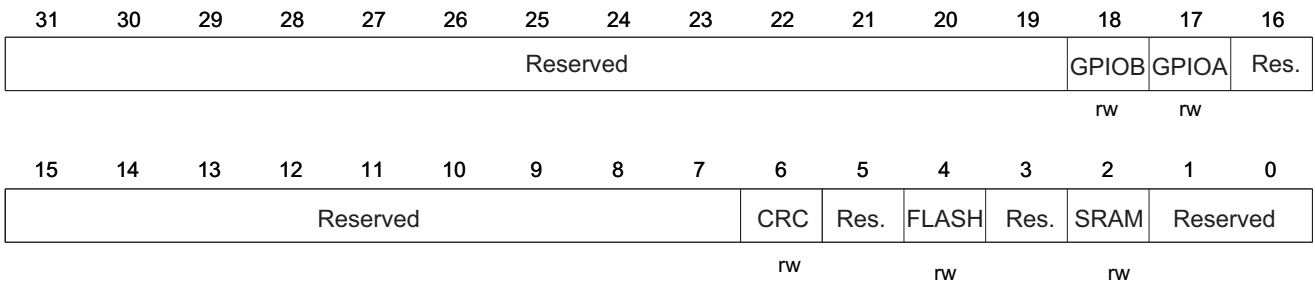 31 30 29 28 27 26 25 24 23 22 21 20 19 18 17 16
Reserved GPIOB GPIOA Res.
rw rw
15 14 13 12 11 10 9 8 7 6 5 4 3 2 1 0
Reserved CRC Res. FLASH Res. SRAM Reserved
rw rw rw